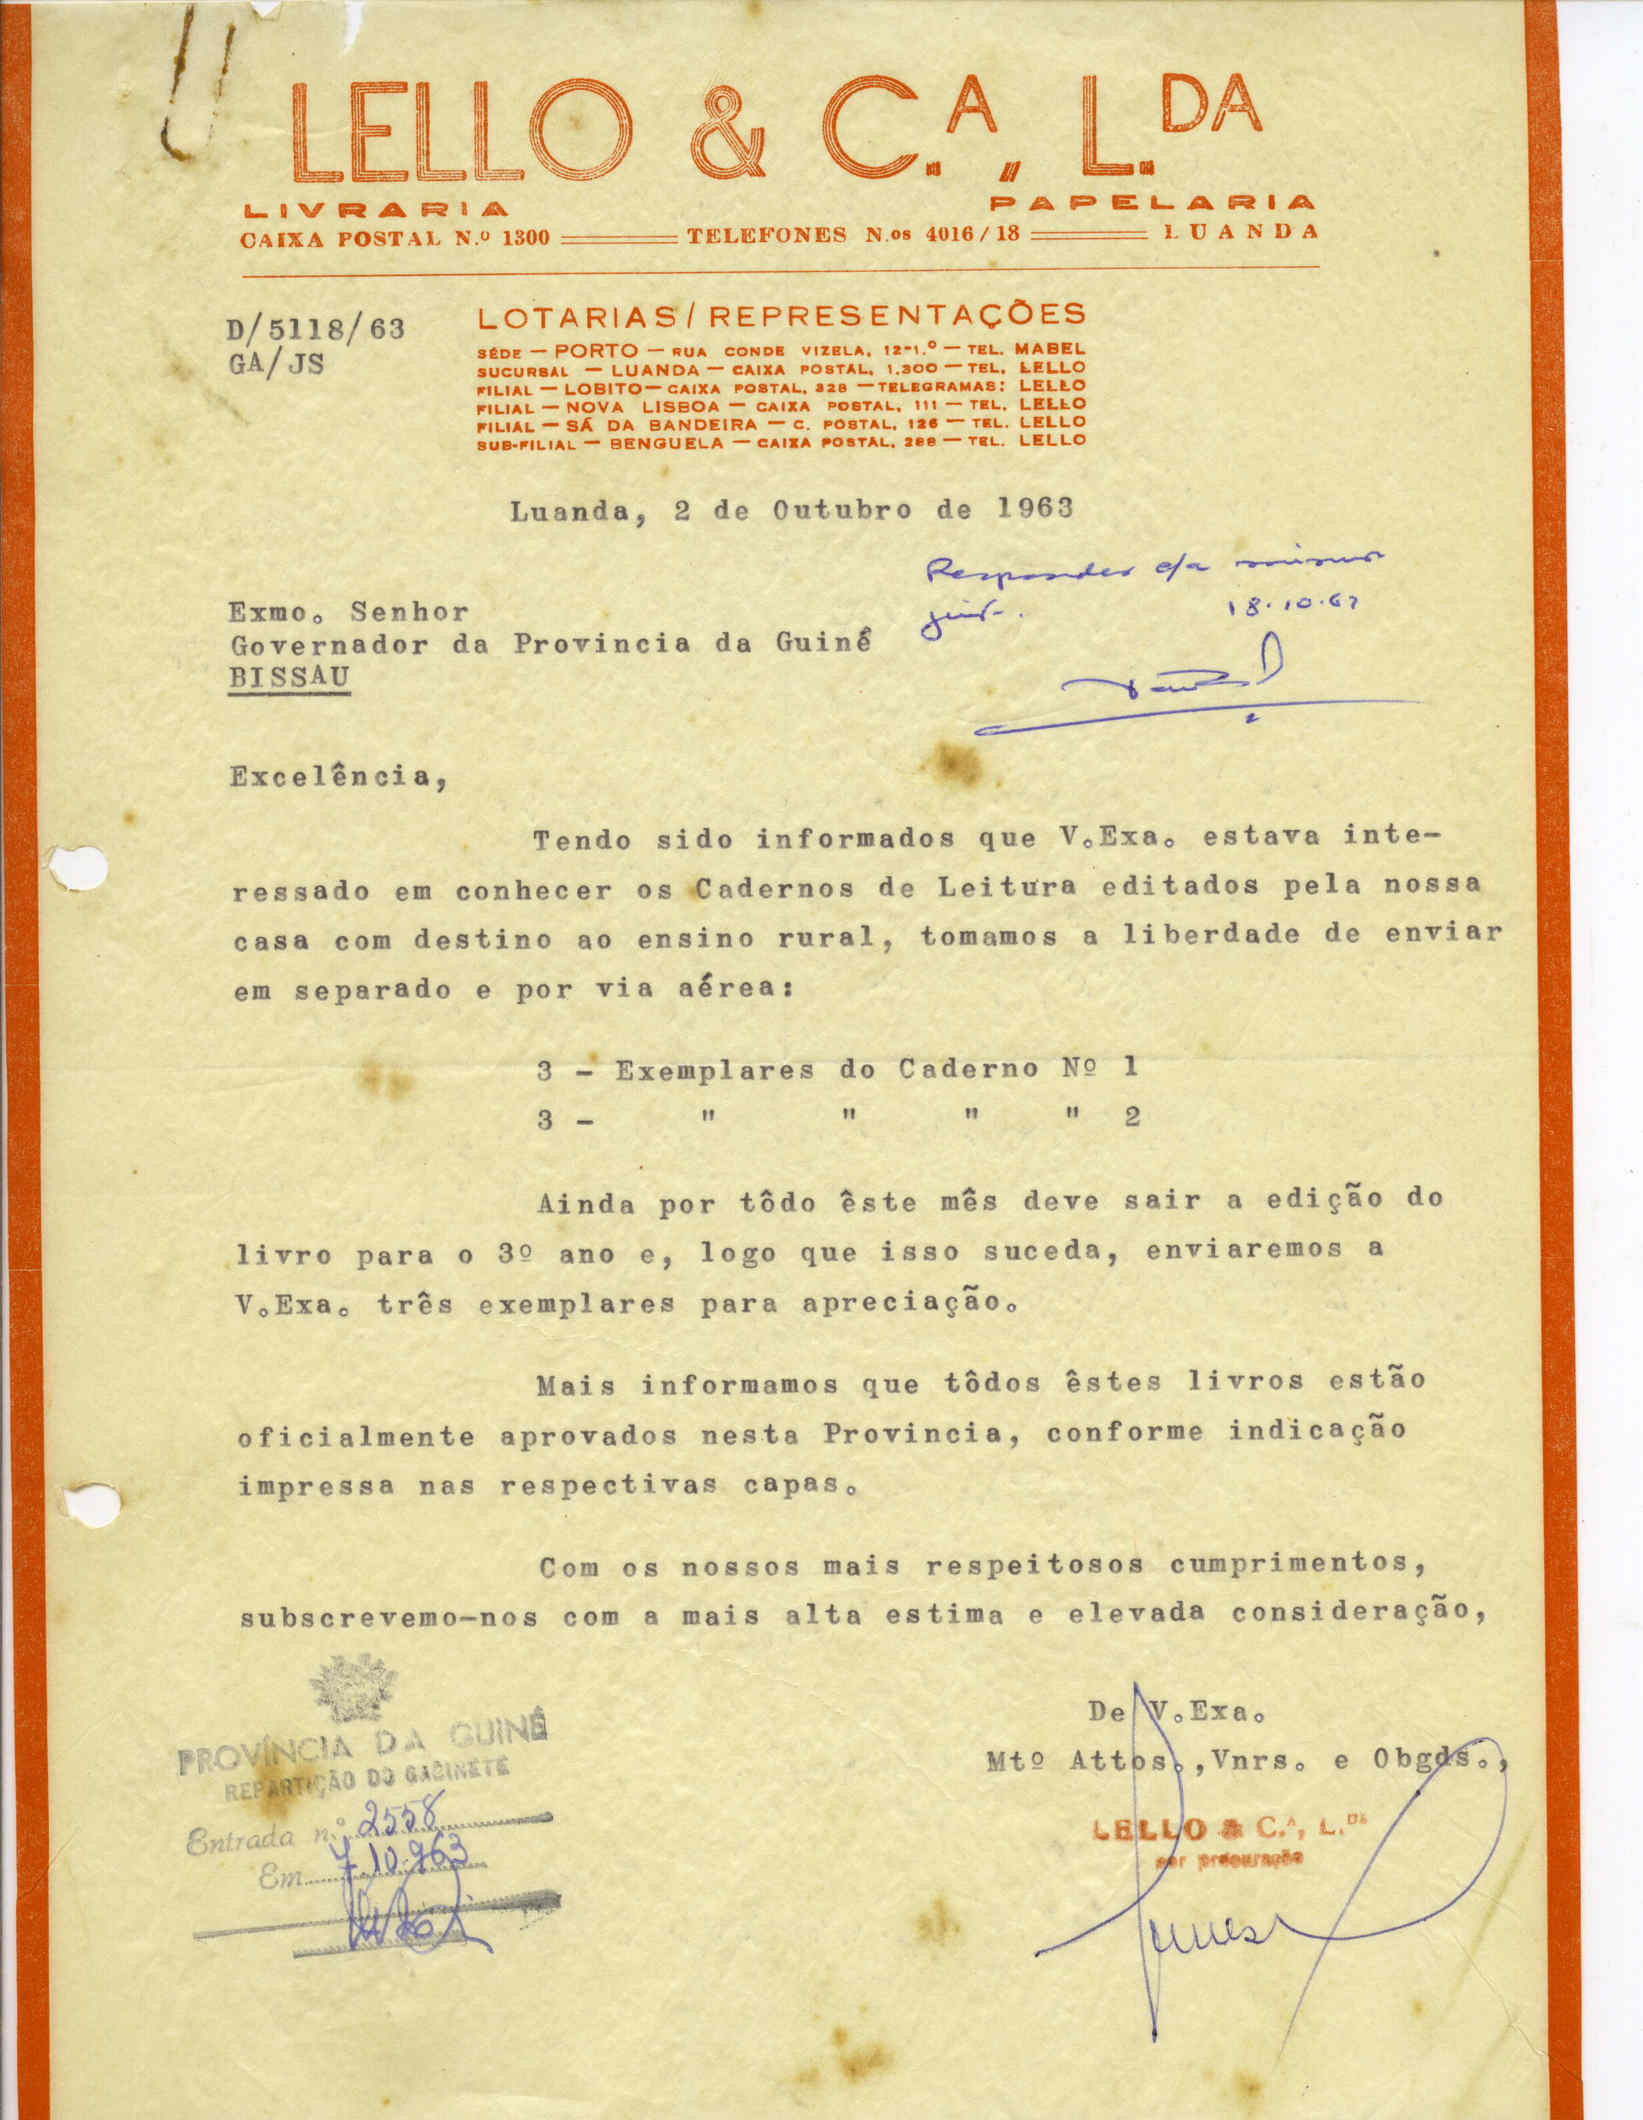 LELLO & C.A, L.DA
LIVRARIA PAPELARIA
CAIXA POSTAL N.º 1300 TELEFONES N.os 4016/18 LUANDA
D/5118/63
GA/JS
LOTARIAS/REPRESENTAÇÕES
SÉDE — PORTO — RUA CONDE VIZELA, 12-1.º — TEL. MABEL
SUCURSAL — LUANDA — CAIXA POSTAL, 1.300 — TEL. LELLO
FILIAL — LOBITO — CAIXA POSTAL, 328 — TELEGRAMAS: LELLO
FILIAL — NOVA LISBOA — CAIXA POSTAL, 111 — TEL. LELLO
FILIAL — SÁ DA BANDEIRA — C. POSTAL, 126 — TEL. LELLO
SUB-FILIAL — BENGUELA — CAIXA POSTAL, 288 — TEL. LELLO
Luanda, 2 de Outubro de 1963
Responder c/a minuta
18.10.63
Exmo. Senhor
Governador da Provincia da Guiné
BISSAU
Excelência,
Tendo sido informados que V.Exa. estava inte-
ressado em conhecer os Cadernos de Leitura editados pela nossa
casa com destino ao ensino rural, tomamos a liberdade de enviar
em separado e por via aérea:
3 - Exemplares do Caderno Nº 1
3 - " " " " 2
Ainda por tôdo êste mês deve sair a edição do
livro para o 3º ano e, logo que isso suceda, enviaremos a
V.Exa. três exemplares para apreciação.
Mais informamos que tôdos êstes livros estão
oficialmente aprovados nesta Provincia, conforme indicação
impressa nas respectivas capas.
Com os nossos mais respeitosos cumprimentos,
subscrevemo-nos com a mais alta estima e elevada consideração,
De V.Exa.
Mtº Attos.,Vnrs. e Obgds.,
LELLO & C.A, L.DA
por procuração
PROVÍNCIA DA GUINÉ
REPARTIÇÃO DO GABINETE
Entrada n.º 2558
Em 7.10.963